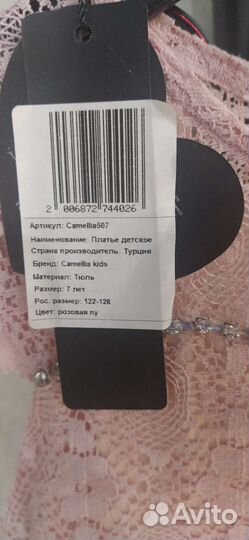 2 006872 744026
Артикул: Camellia567
Наименование: Платье детское
Страна производитель: Турция
Бренд: Camellia kids
Материал: Тюль
Размер: 7 лет
Рос. размер: 122-128
Цвет: розовая пу
Avito